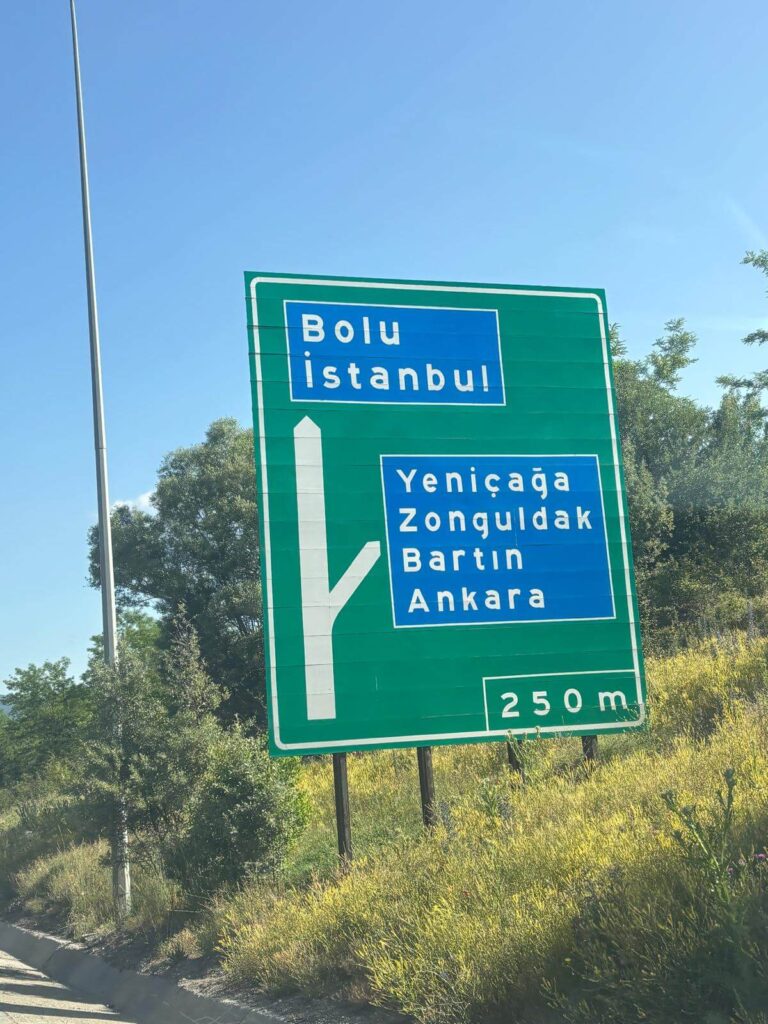 Bolu
İstanbul
Yeniçağa
Zonguldak
Bartın
Ankara
250 m